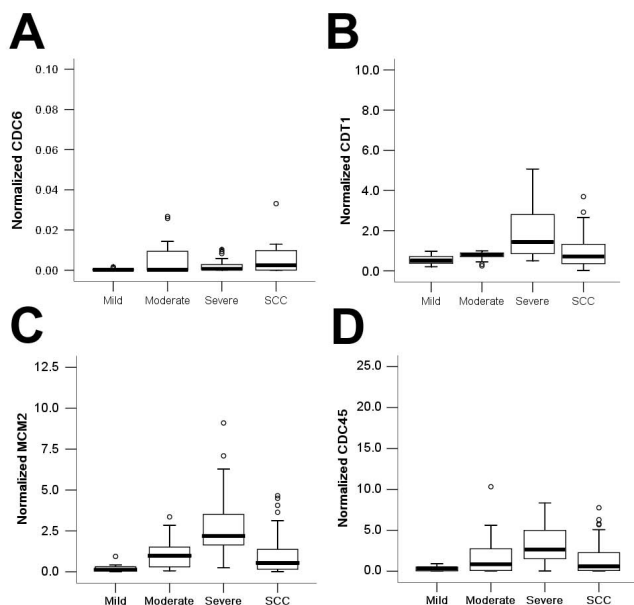 A
Normalized CDC6
0.10
0.08
0.06
0.04
0.02
0.00
Mild Moderate Severe SCC
B
Normalized CDT1
10.0
8.0
6.0
4.0
2.0
0.0
Mild Moderate Severe SCC
C
Normalized MCM2
12.5
10.0
7.5
5.0
2.5
0.0
Mild Moderate Severe SCC
D
Normalized CDC45
25.0
20.0
15.0
10.0
5.0
0.0
Mild Moderate Severe SCC